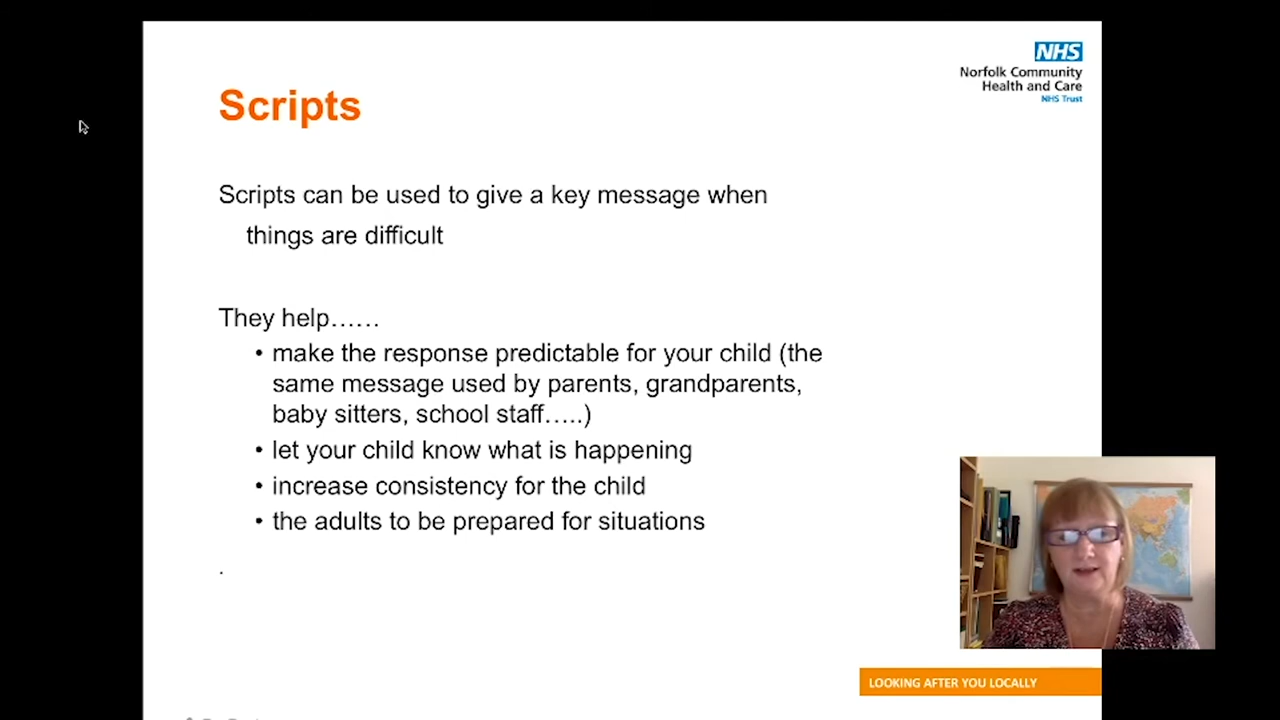 NHS
Norfolk Community
Health and Care
NHS Trust
Scripts
Scripts can be used to give a key message when
things are difficult
They help……
• make the response predictable for your child (the
same message used by parents, grandparents,
baby sitters, school staff…..)
• let your child know what is happening
• increase consistency for the child
• the adults to be prepared for situations
.
LOOKING AFTER YOU LOCALLY